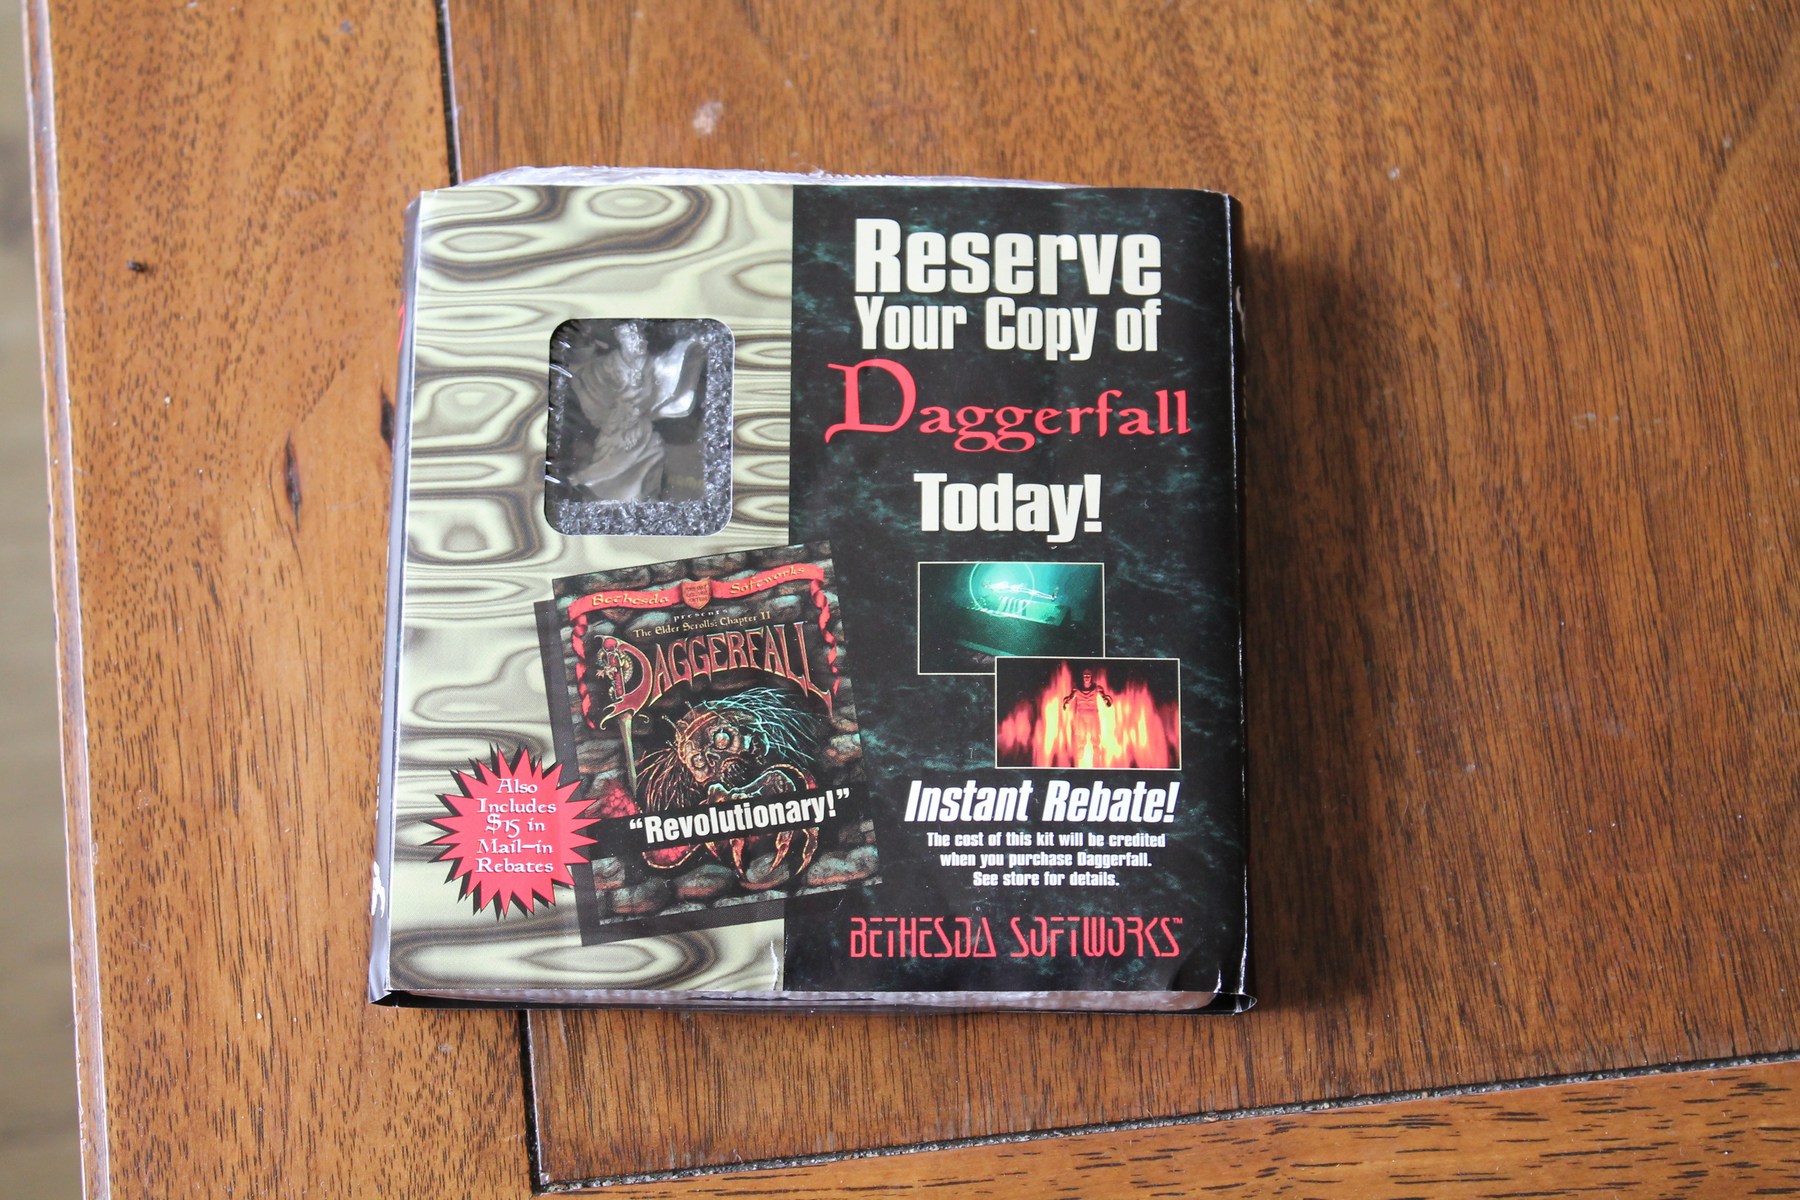 Reserve
Your Copy of
Daggerfall
Today!
Bethesda Softworks
presents
The Elder Scrolls: Chapter II
DAGGERFALL
"Revolutionary!"
Also
Includes
$15 in
Mail-in
Rebates
Instant Rebate!
The cost of this kit will be credited
when you purchase Daggerfall.
See store for details.
BETHESDA SOFTWORKS™